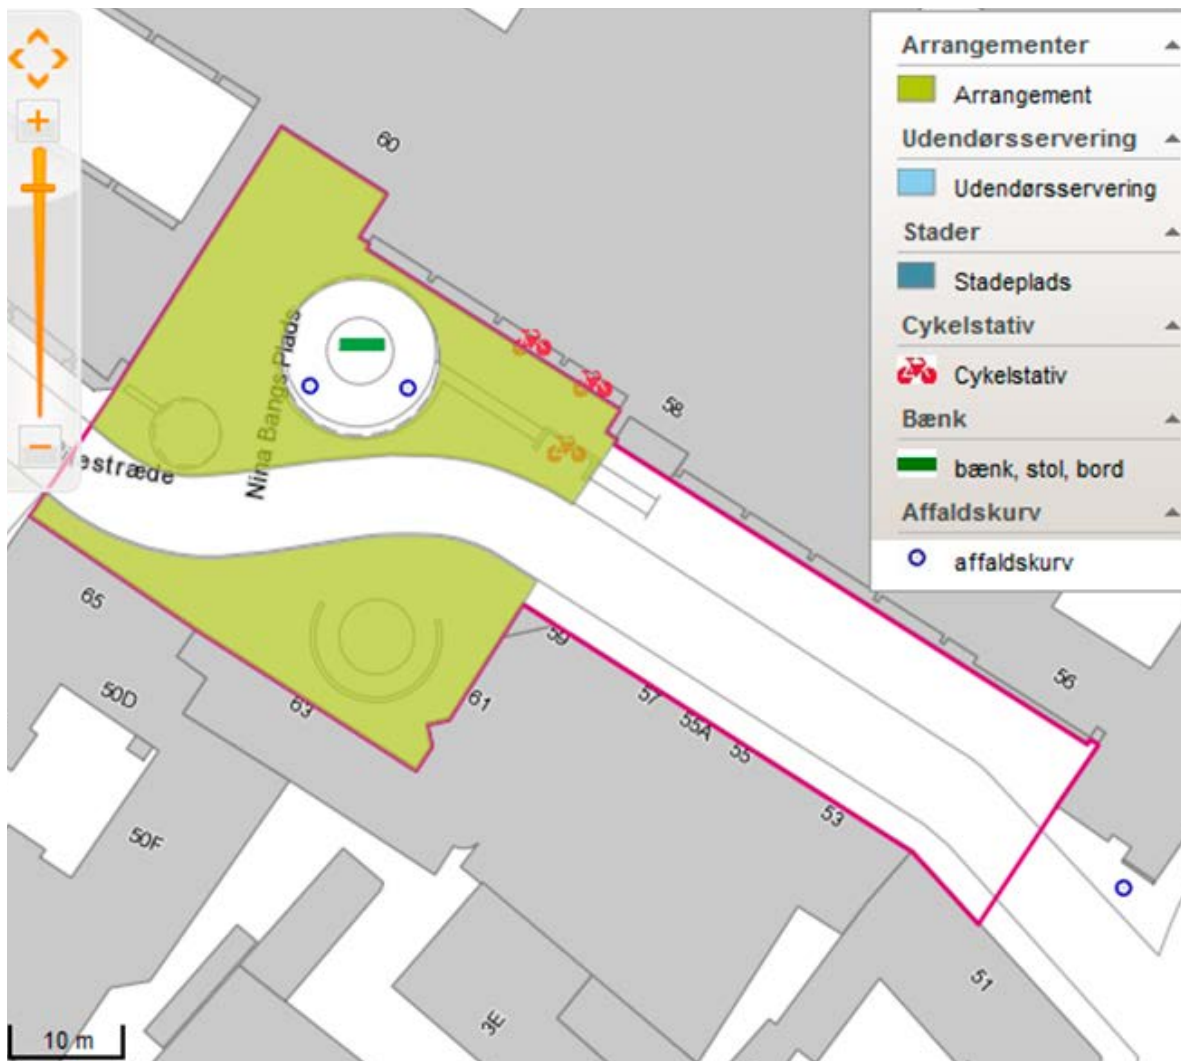 Arrangementer
Arrangement
Udendørsservering
Udendørsservering
Stader
Stadeplads
Cykelstativ
Cykelstativ
Bænk
bænk, stol, bord
Affaldskurv
affaldskurv
60
58
Nina Bangs Plads
65
59
56
50D
63
61
57
55A
55
53
50F
51
3E
10 m